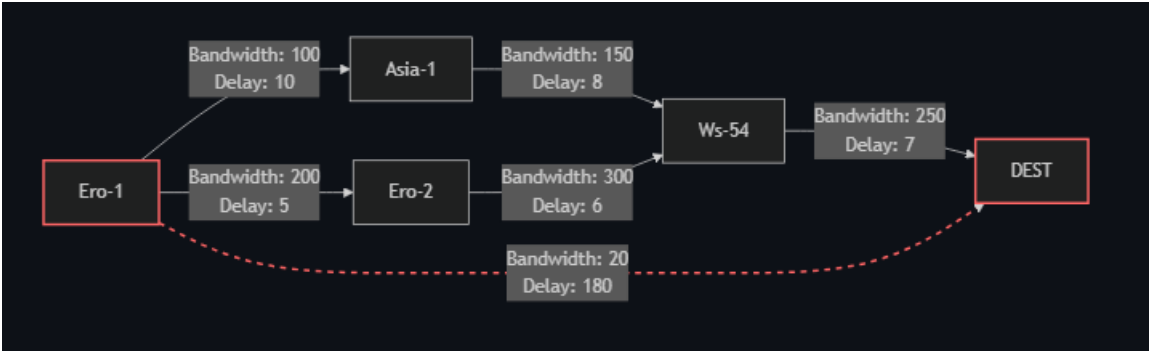 Bandwidth: 100
Delay: 10
Asia-1
Bandwidth: 150
Delay: 8
Ws-54
Bandwidth: 250
Delay: 7
DEST
Ero-1
Bandwidth: 200
Delay: 5
Ero-2
Bandwidth: 300
Delay: 6
Bandwidth: 20
Delay: 180